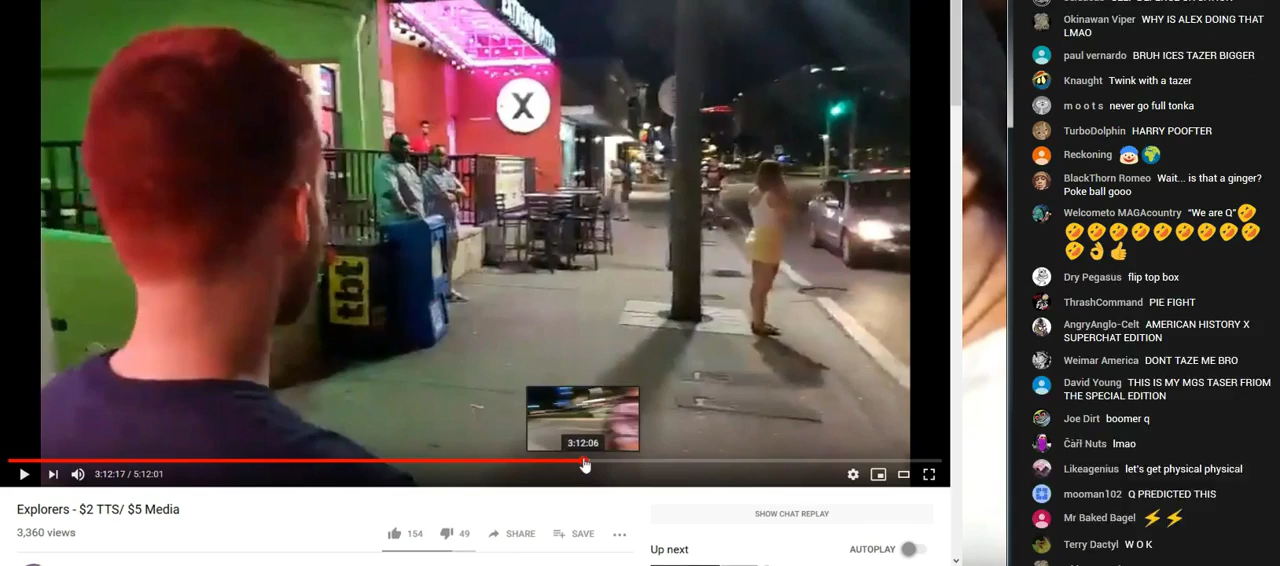 EXTREME PIZZA
X
tbt
3:12:06
3:12:17 / 5:12:01
Explorers - $2 TTS/ $5 Media
3,360 views
154
49
SHARE
SAVE
SHOW CHAT REPLAY
Up next
AUTOPLAY
Okinawan Viper WHY IS ALEX DOING THAT
LMAO
paul vernardo BRUH ICES TAZER BIGGER
Knaught Twink with a tazer
m o o t s never go full tonka
TurboDolphin HARRY POOFTER
Reckoning 🤡 🌍
BlackThorn Romeo Wait... is that a ginger?
Poke ball gooo
Welcometo MAGAcountry “We are Q”🤣
🤣🤣🤣🤣🤣🤣🤣🤣🤣
🤣👌👍
Dry Pegasus flip top box
ThrashCommand PIE FIGHT
AngryAnglo-Celt AMERICAN HISTORY X
SUPERCHAT EDITION
Weimar America DONT TAZE ME BRO
David Young THIS IS MY MGS TASER FRIOM
THE SPECIAL EDITION
Joe Dirt boomer q
Čàřl Nuts lmao
Likeagenius let's get physical physical
mooman102 Q PREDICTED THIS
Mr Baked Bagel ⚡⚡
Terry Dactyl W O K